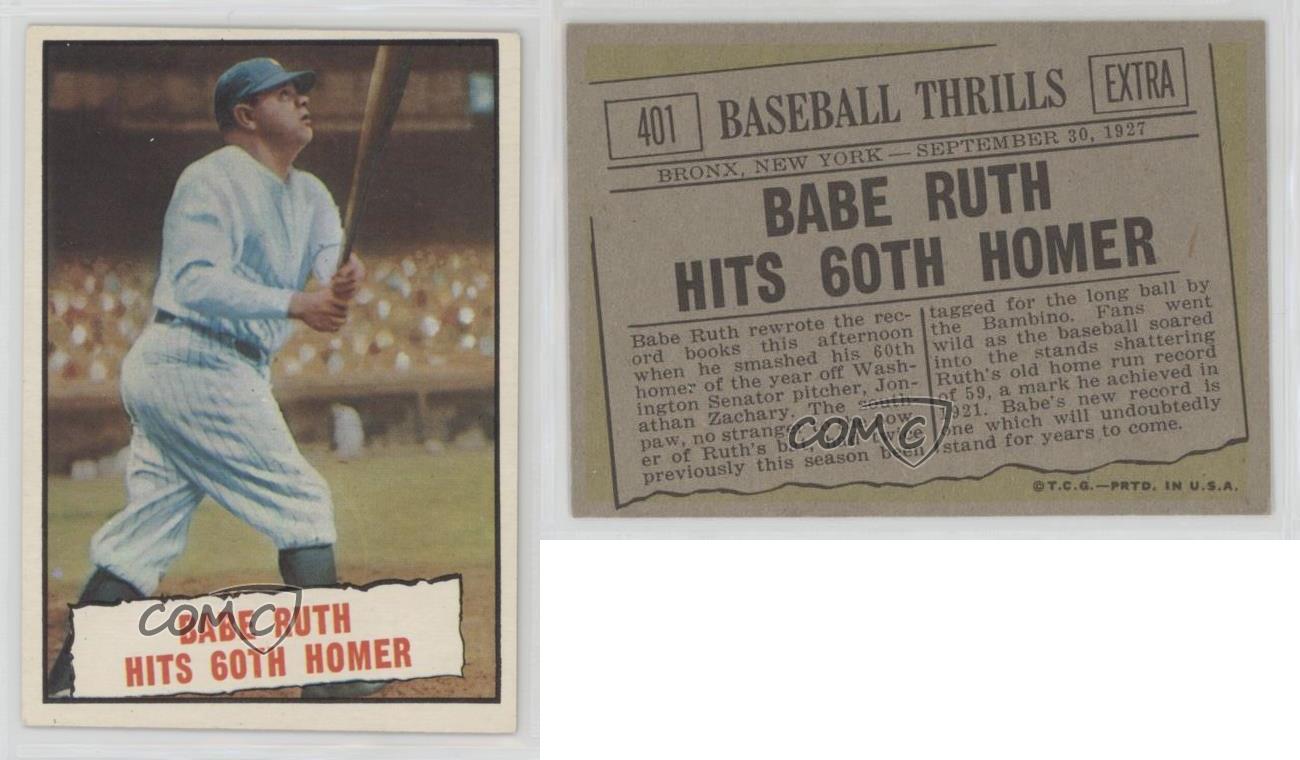 COMC
BABE RUTH
HITS 60TH HOMER
401
BASEBALL THRILLS
EXTRA
BRONX, NEW YORK — SEPTEMBER 30, 1927
BABE RUTH
HITS 60TH HOMER
Babe Ruth rewrote the rec-
ord books this afternoon
when he smashed his 60th
homer of the year off Wash-
ington Senator pitcher, Jon-
athan Zachary. The south-
paw, no stranger
er of Ruth's twice
previously this season been
tagged for the long ball by
the Bambino. Fans went
wild as the baseball soared
into the stands shattering
Ruth's old home run record
of 59, a mark he achieved in
1921. Babe's new record is
one which will undoubtedly
stand for years to come.
COMC
©T.C.G.—PRTD. IN U.S.A.